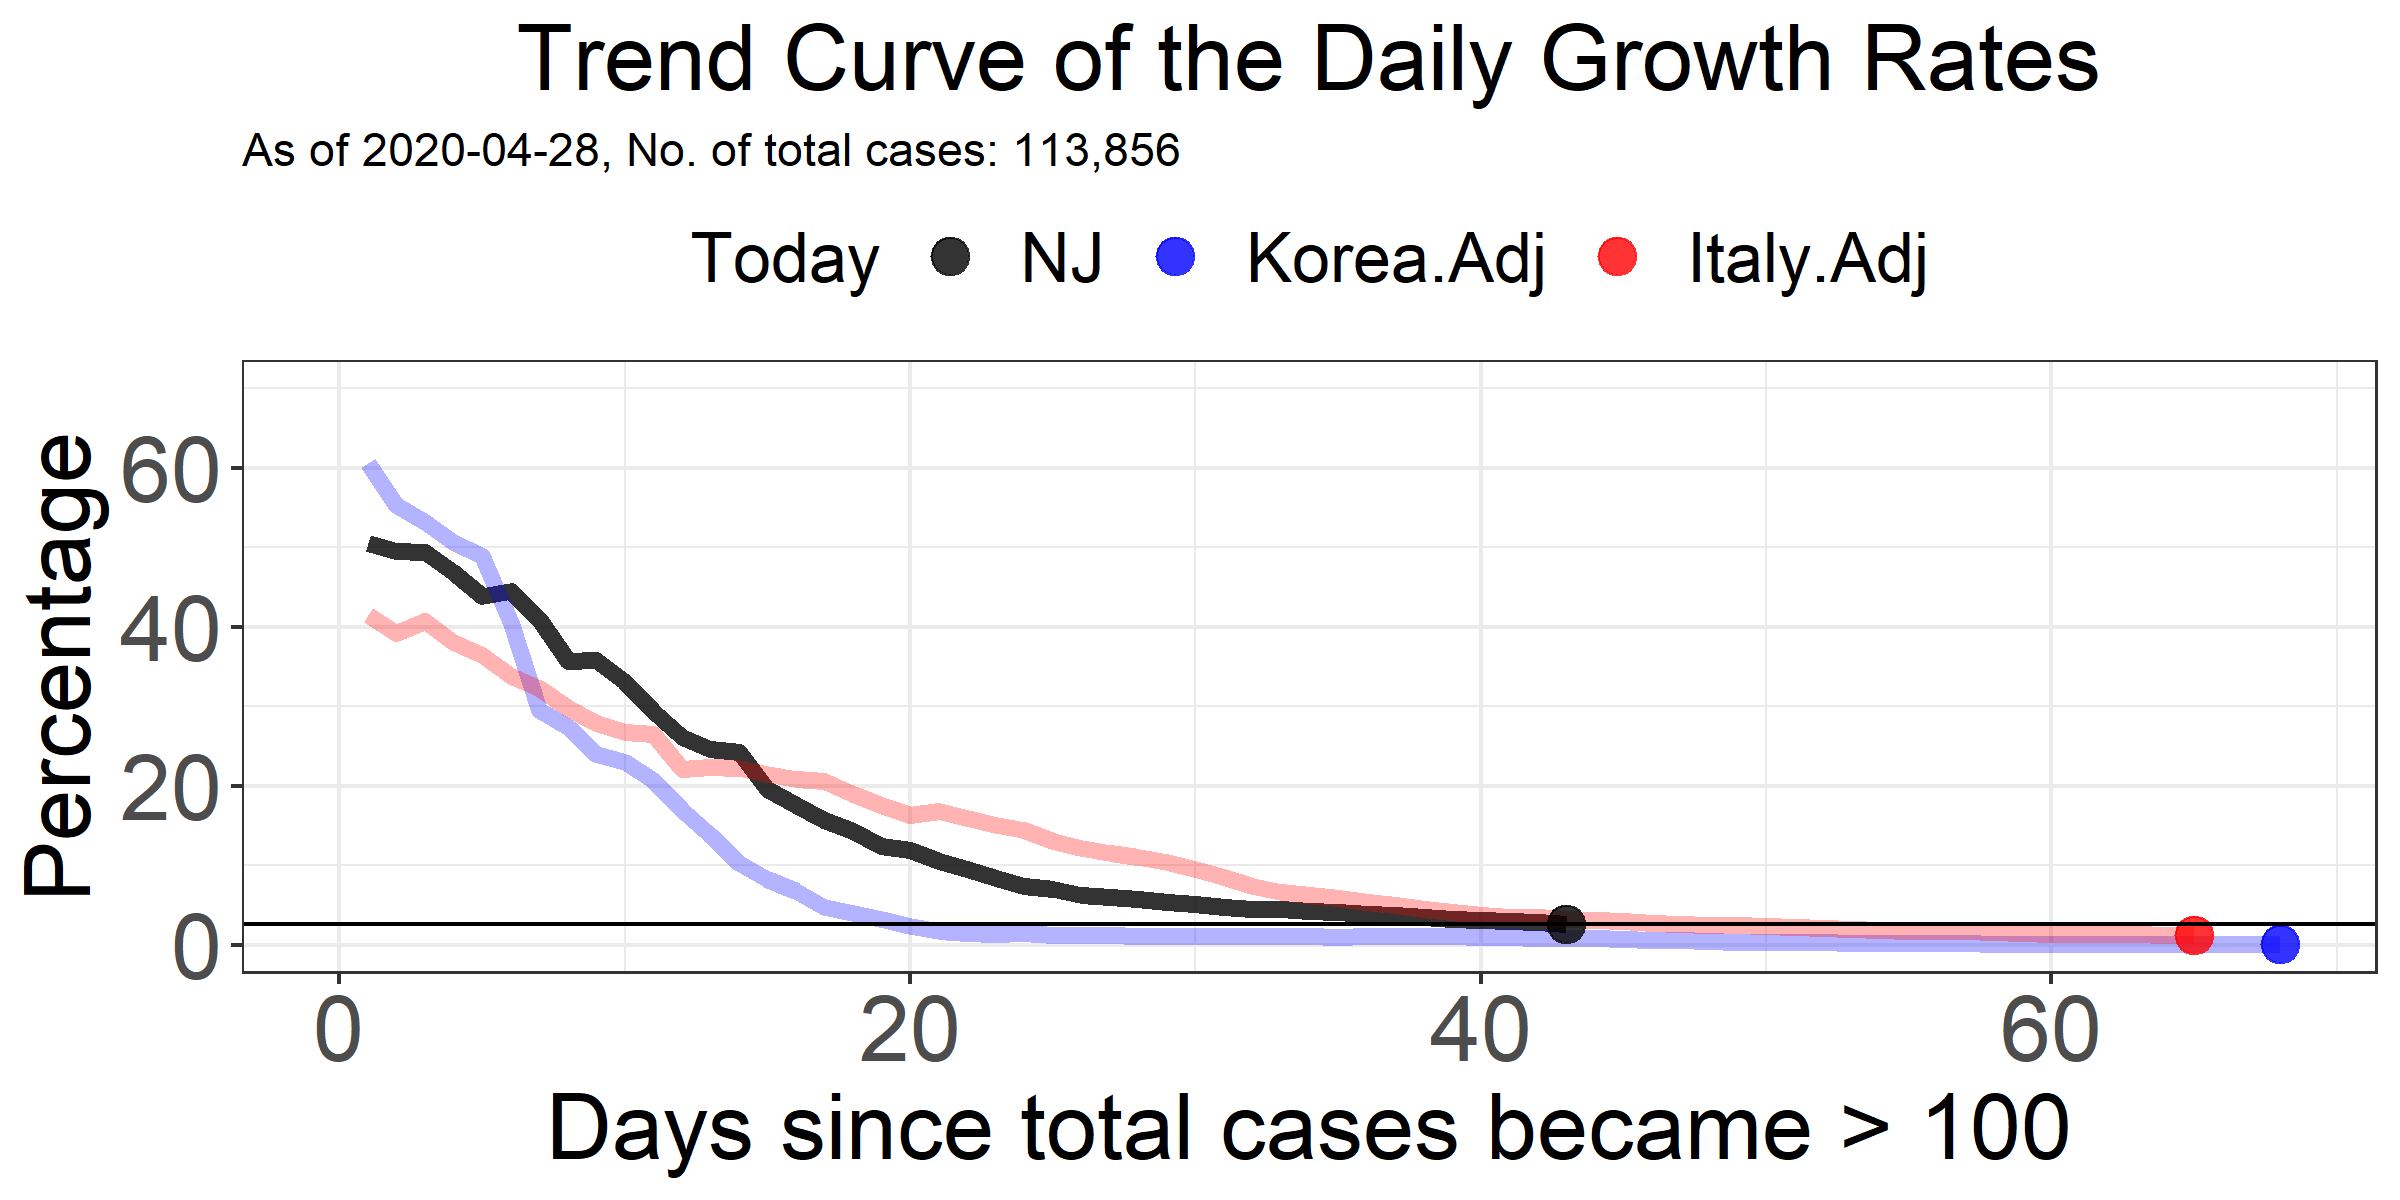 Trend Curve of the Daily Growth Rates
As of 2020-04-28, No. of total cases: 113,856
Today NJ Korea.Adj Italy.Adj
Percentage
60
40
20
0
0 20 40 60
Days since total cases became > 100